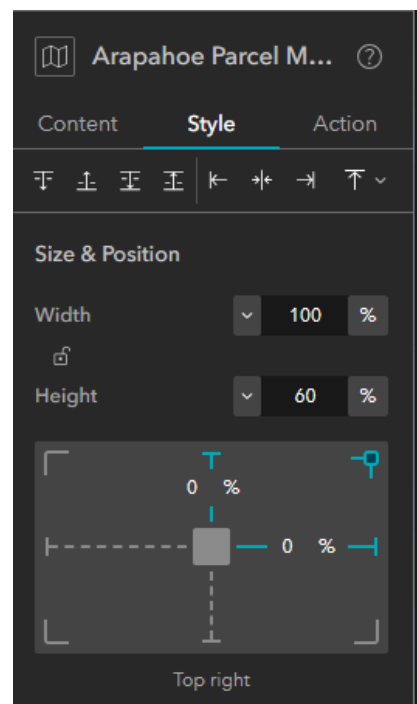 Arapahoe Parcel M... ?
Content Style Action
Size & Position
Width 100 %
Height 60 %
0 %
0 %
Top right